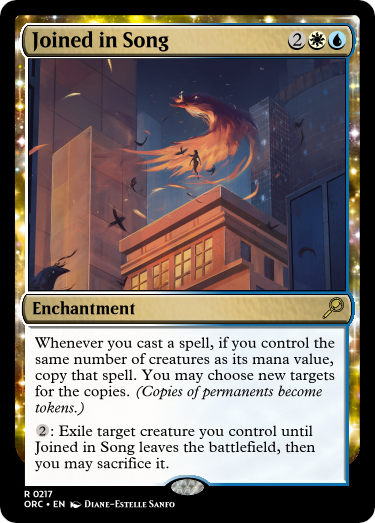 Joined in Song 2
Enchantment
Whenever you cast a spell, if you control the
same number of creatures as its mana value,
copy that spell. You may choose new targets
for the copies. (Copies of permanents become
tokens.)
2: Exile target creature you control until
Joined in Song leaves the battlefield, then
you may sacrifice it.
R 0217
ORC • EN Diane-Estelle Sanfo